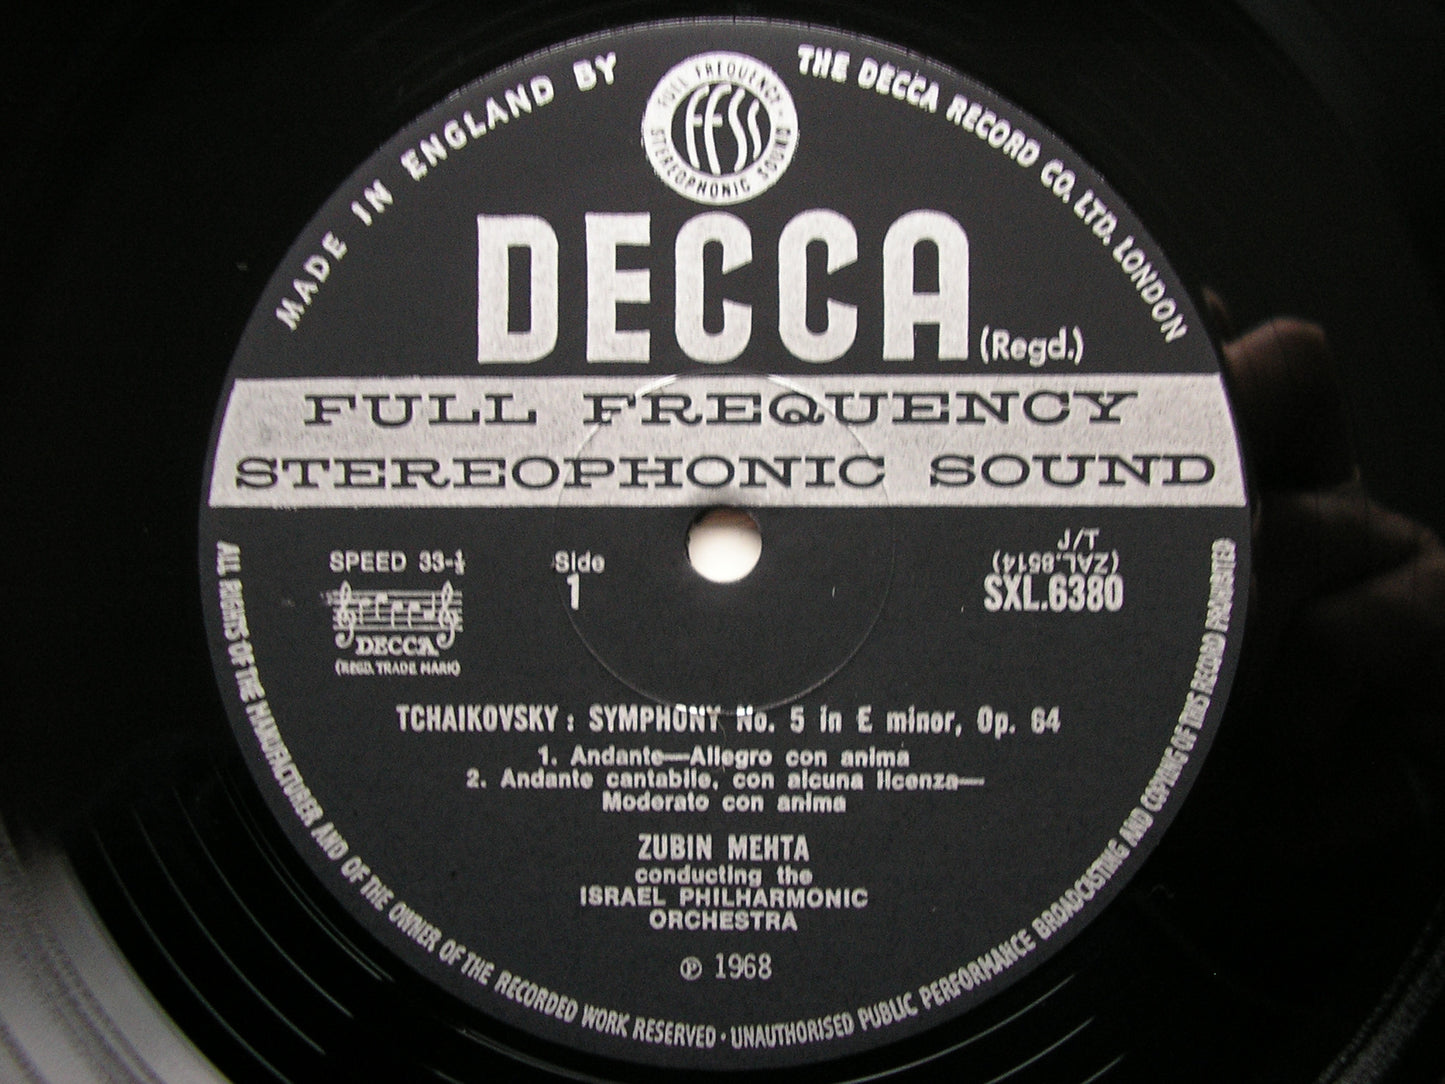 MADE IN ENGLAND BY
THE DECCA RECORD CO. LTD. LONDON
FULL FREQUENCY
STEREOPHONIC SOUND
FFSS
DECCA
(Regd.)
FULL FREQUENCY
STEREOPHONIC SOUND
SPEED 33-⅓
Side
1
J/T
(ZAL.8514)
SXL.6380
DECCA
(REGD. TRADE MARK)
TCHAIKOVSKY : SYMPHONY No. 5 in E minor, Op. 64
1. Andante—Allegro con anima
2. Andante cantabile, con alcuna licenza—
Moderato con anima
ZUBIN MEHTA
conducting the
ISRAEL PHILHARMONIC
ORCHESTRA
℗ 1968
ALL RIGHTS OF THE MANUFACTURER AND OF THE OWNER OF THE RECORDED WORK RESERVED · UNAUTHORISED PUBLIC PERFORMANCE BROADCASTING AND COPYING OF THIS RECORD PROHIBITED